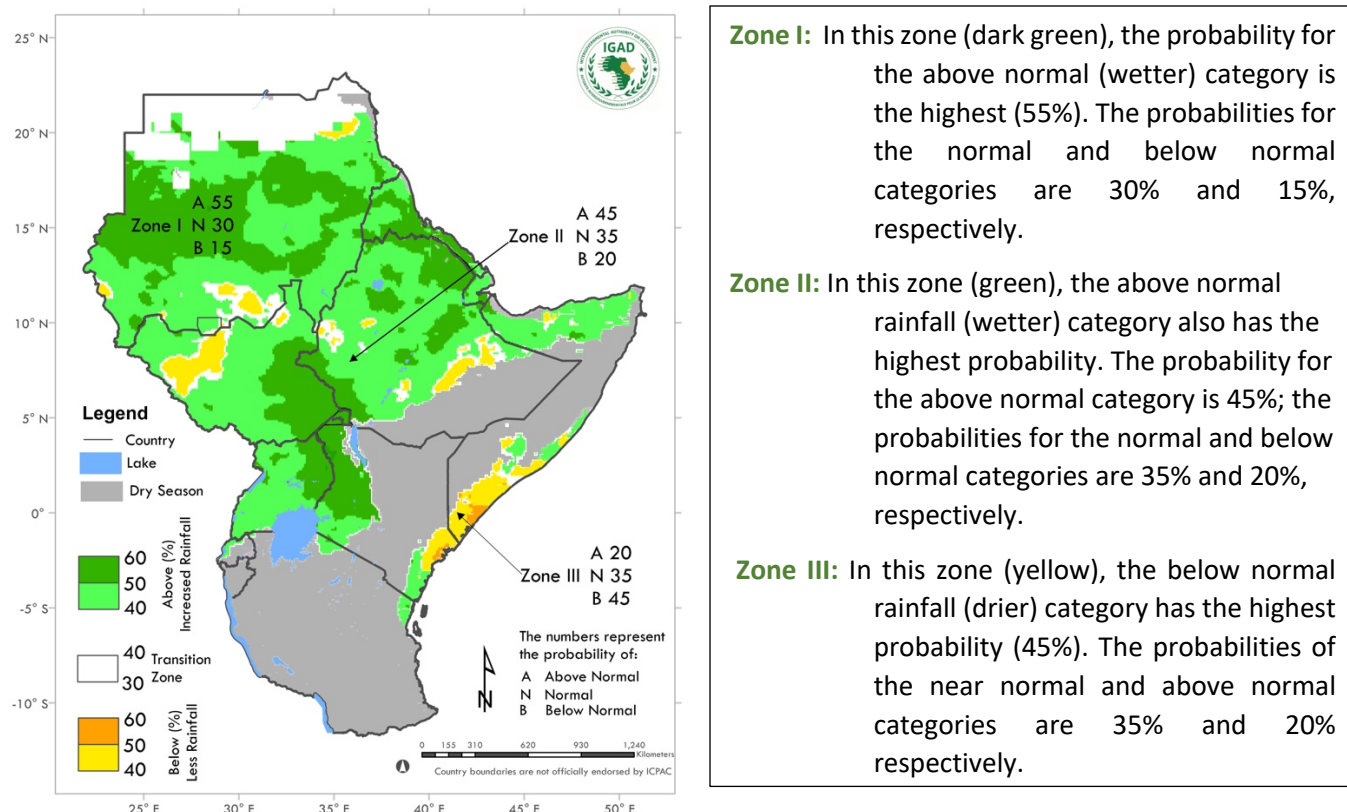 25° N
20° N
15° N
10° N
5° N
0°
-5° S
-10° S
25° E
30° E
35° E
40° E
45° E
50° E
IGAD
A 55
Zone I N 30
B 15
A 45
Zone II N 35
B 20
A 20
Zone III N 35
B 45
Legend
Country
Lake
Dry Season
60
50
40
Above (%)
Increased Rainfall
40
30
Transition
Zone
60
50
40
Below (%)
Less Rainfall
The numbers represent
the probability of:
A Above Normal
N Normal
B Below Normal
N
0 155 310 620 930 1,240
Kilometers
Country boundaries are not officially endorsed by ICPAC
Zone I: In this zone (dark green), the probability for
the above normal (wetter) category is
the highest (55%). The probabilities for
the normal and below normal
categories are 30% and 15%,
respectively.
Zone II: In this zone (green), the above normal
rainfall (wetter) category also has the
highest probability. The probability for
the above normal category is 45%; the
probabilities for the normal and below
normal categories are 35% and 20%,
respectively.
Zone III: In this zone (yellow), the below normal
rainfall (drier) category has the highest
probability (45%). The probabilities of
the near normal and above normal
categories are 35% and 20%
respectively.